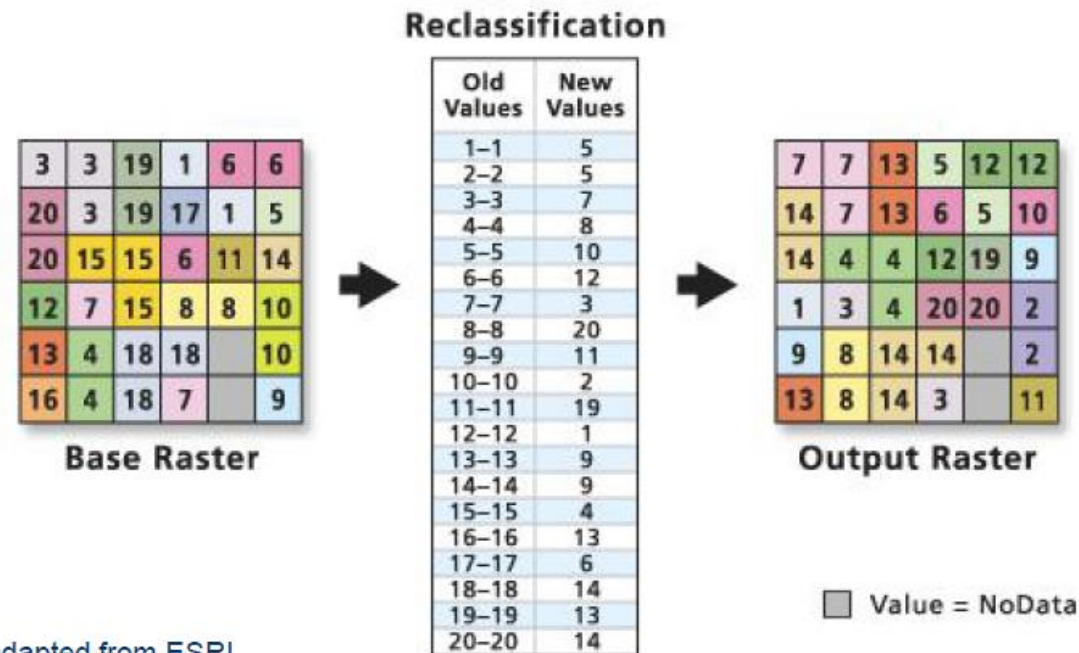 Reclassification
Old Values New Values
1–1 5
2–2 5
3–3 7
4–4 8
5–5 10
6–6 12
7–7 3
8–8 20
9–9 11
10–10 2
11–11 19
12–12 1
13–13 9
14–14 9
15–15 4
16–16 13
17–17 6
18–18 14
19–19 13
20–20 14
3 3 19 1 6 6
20 3 19 17 1 5
20 15 15 6 11 14
12 7 15 8 8 10
13 4 18 18 10
16 4 18 7 9
Base Raster
7 7 13 5 12 12
14 7 13 6 5 10
14 4 4 12 19 9
1 3 4 20 20 2
9 8 14 14 2
13 8 14 3 11
Output Raster
Value = NoData
adapted from ESRI